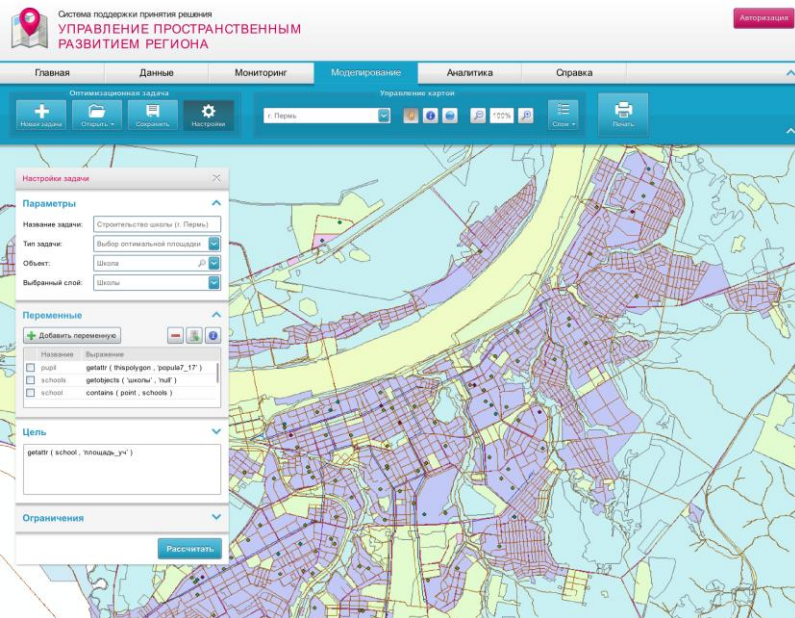 Система поддержки принятия решения
УПРАВЛЕНИЕ ПРОСТРАНСТВЕННЫМ
РАЗВИТИЕМ РЕГИОНА
Авторизация
Главная Данные Мониторинг Моделирование Аналитика Справка
Оптимизационная задача Управление картой
Новая задача Открыть Сохранить Настройки г. Пермь 100% Слои Печать
Настройки задачи
Параметры
Название задачи: Строительство школы (г. Пермь)
Тип задачи: Выбор оптимальной площадки
Объект: Школа
Выбранный слой: Школы
Переменные
Добавить переменную
Название Выражение
pupil getattr ( thispolygon , 'popula7_17' )
schools getobjects ( 'школы' , 'null' )
school contains ( point , schools )
Цель
getattr ( school , 'площадь_уч' )
Ограничения
Рассчитать